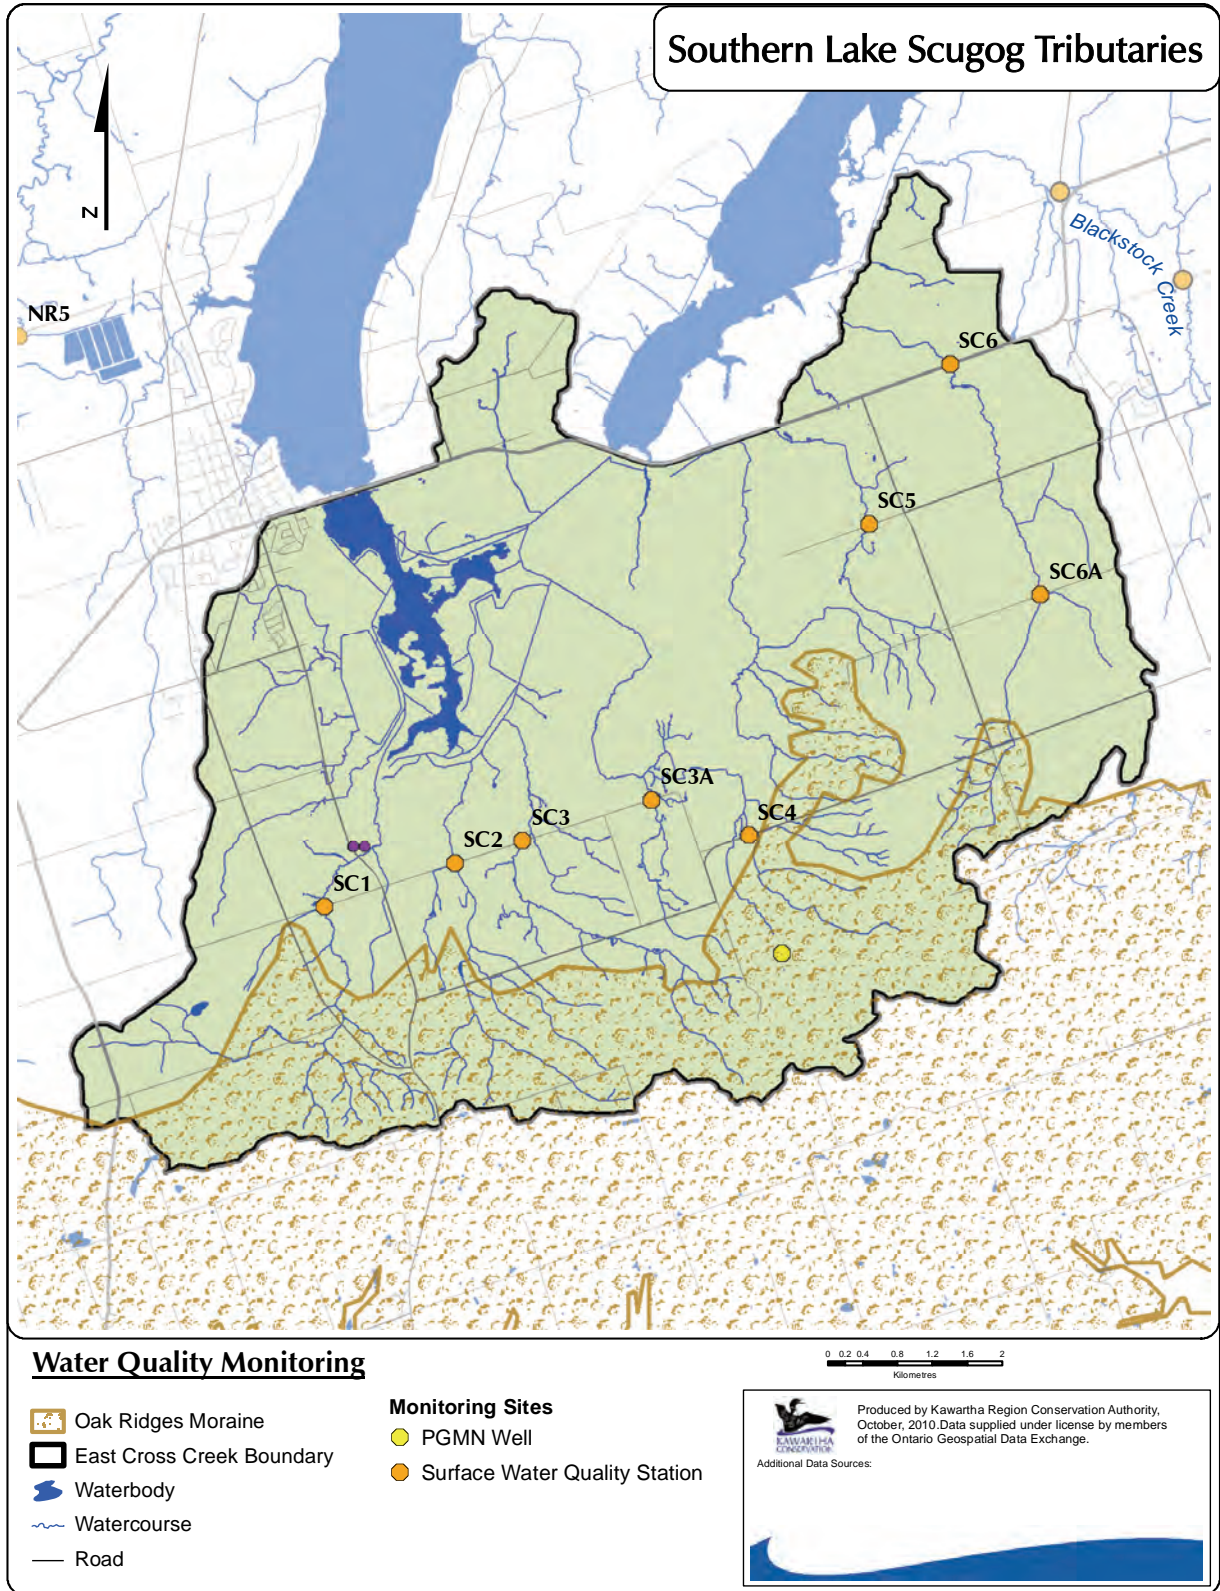 Southern Lake Scugog Tributaries
N
Blackstock Creek
NR5
SC6
SC5
SC6A
SC3A
SC4
SC3
SC2
SC1
Water Quality Monitoring
Oak Ridges Moraine
East Cross Creek Boundary
Waterbody
Watercourse
Road
Monitoring Sites
PGMN Well
Surface Water Quality Station
0 0.2 0.4 0.8 1.2 1.6 2
Kilometres
KAWARTHA
CONSERVATION
Produced by Kawartha Region Conservation Authority,
October, 2010.Data supplied under license by members
of the Ontario Geospatial Data Exchange.
Additional Data Sources: